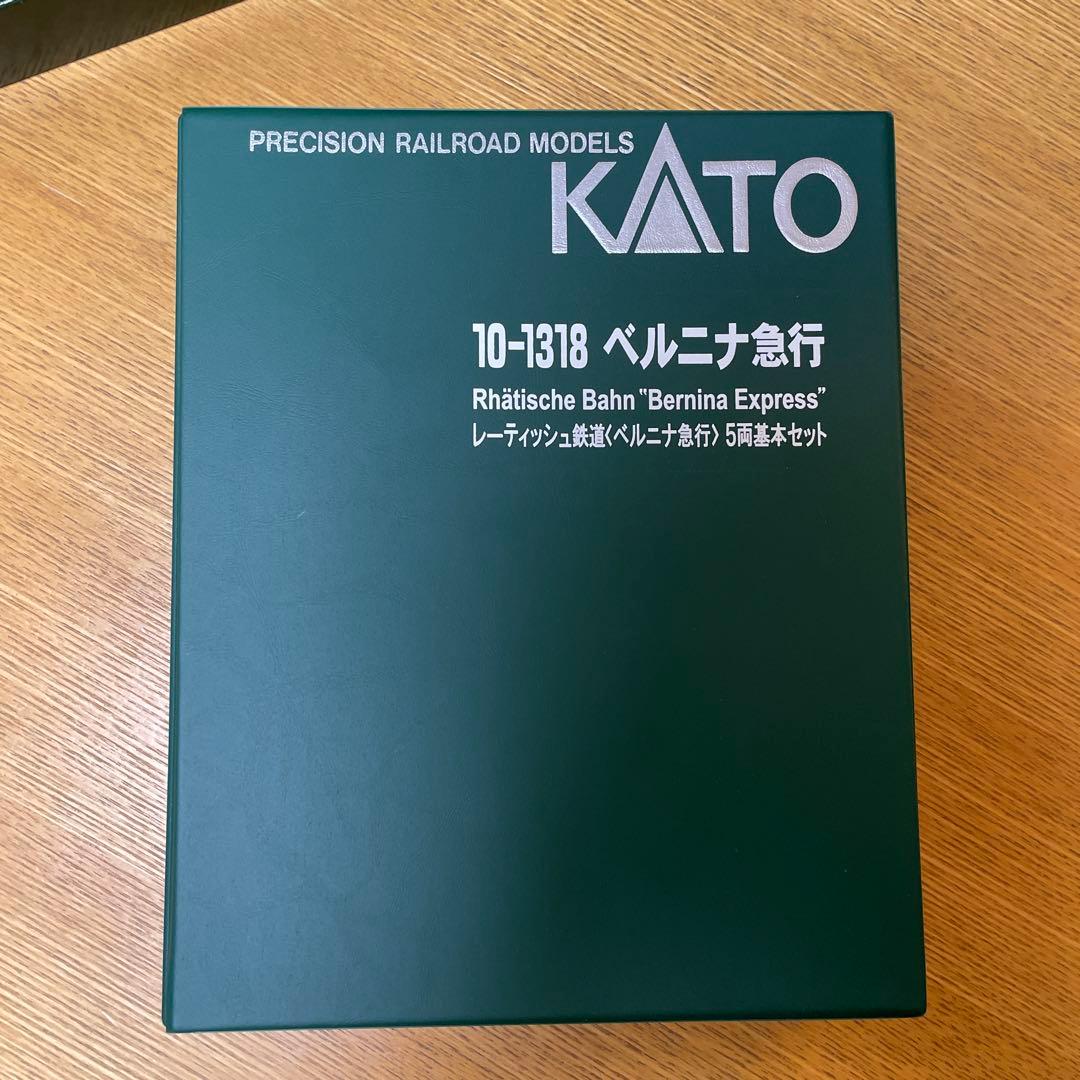 PRECISION RAILROAD MODELS
KATO
10-1318 ベルニナ急行
Rhätische Bahn "Bernina Express"
レーティッシュ鉄道〈ベルニナ急行〉5両基本セット